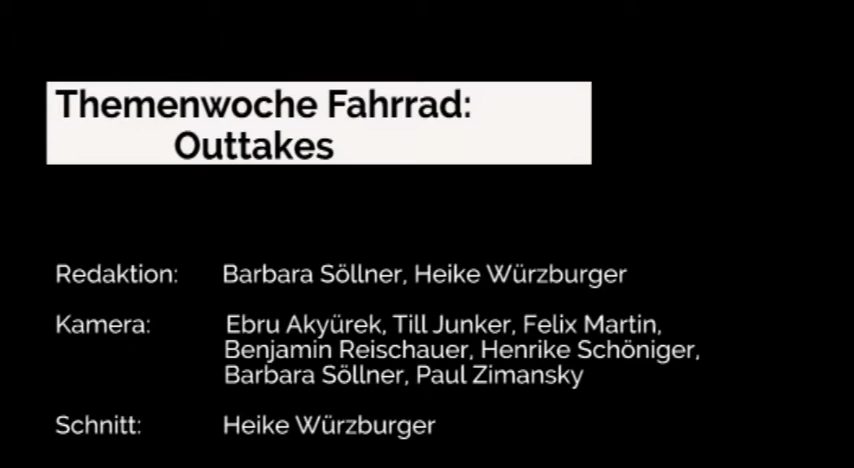 Themenwoche Fahrrad:
Outtakes
Redaktion: Barbara Söllner, Heike Würzburger
Kamera: Ebru Akyürek, Till Junker, Felix Martin,
Benjamin Reischauer, Henrike Schöniger,
Barbara Söllner, Paul Zimansky
Schnitt: Heike Würzburger